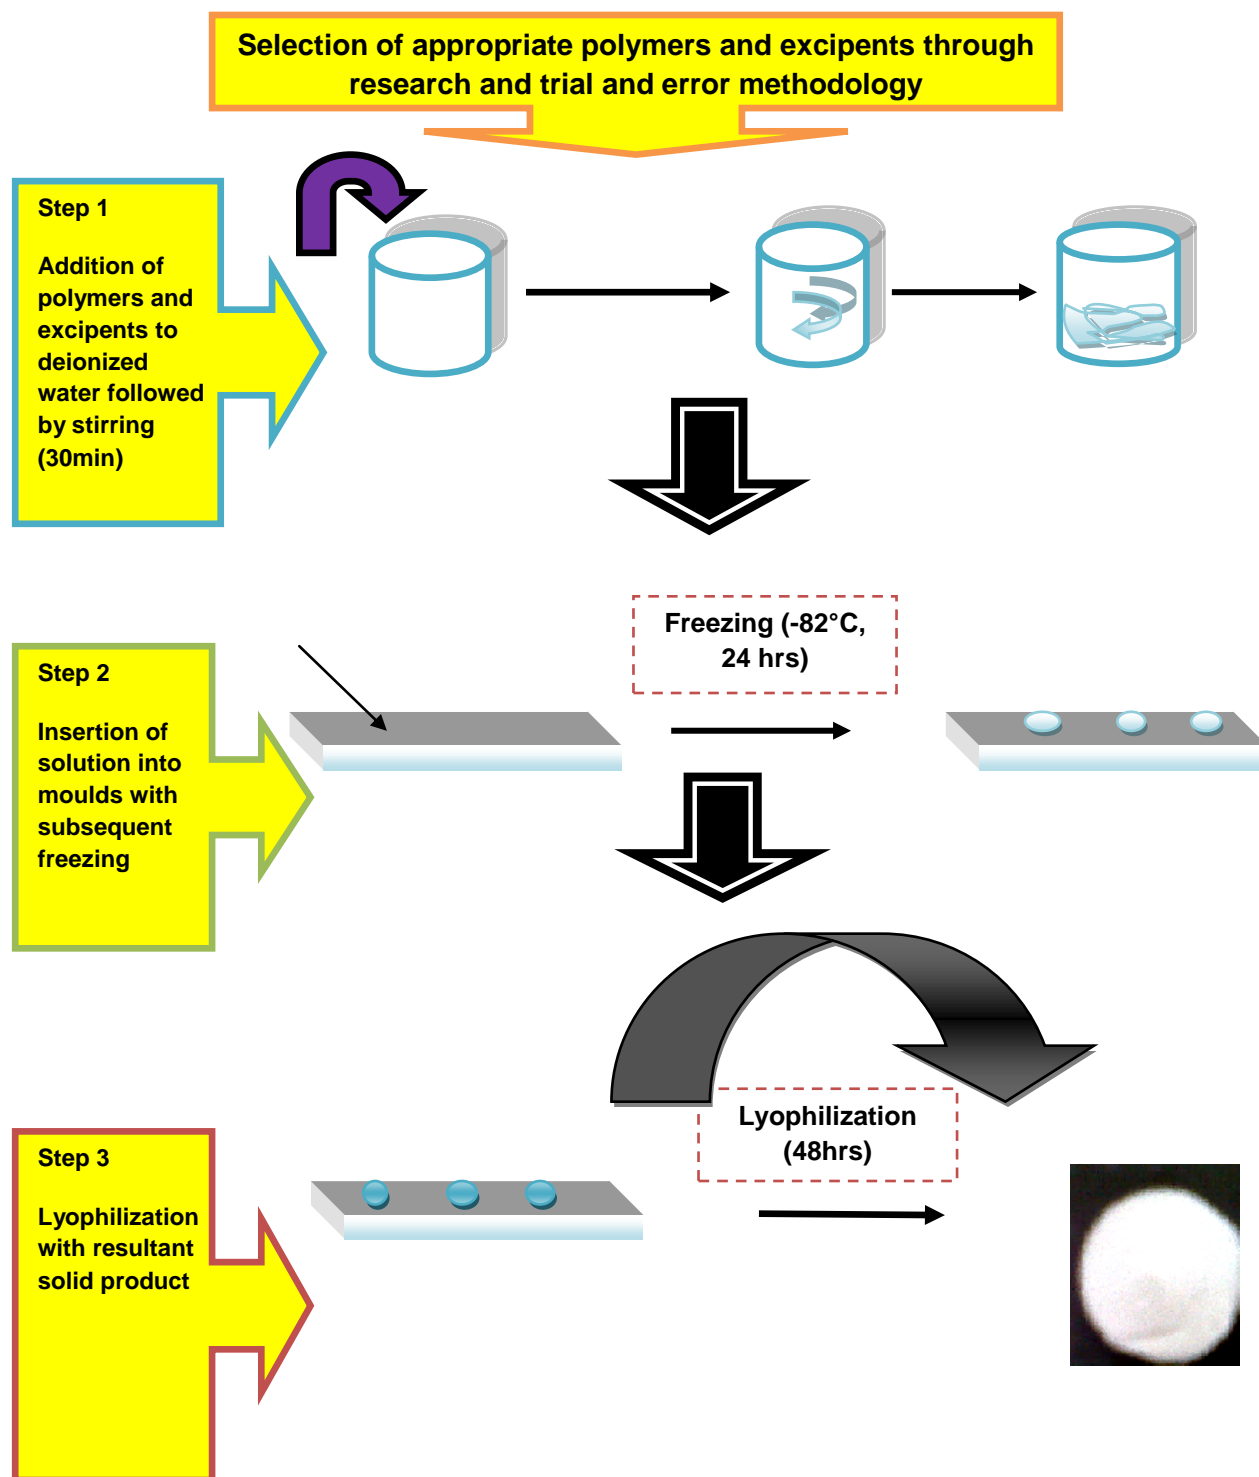 Selection of appropriate polymers and excipents through
research and trial and error methodology
Step 1
Addition of
polymers and
excipents to
deionized
water followed
by stirring
(30min)
Freezing (-82°C,
24 hrs)
Step 2
Insertion of
solution into
moulds with
subsequent
freezing
Lyophilization
(48hrs)
Step 3
Lyophilization
with resultant
solid product